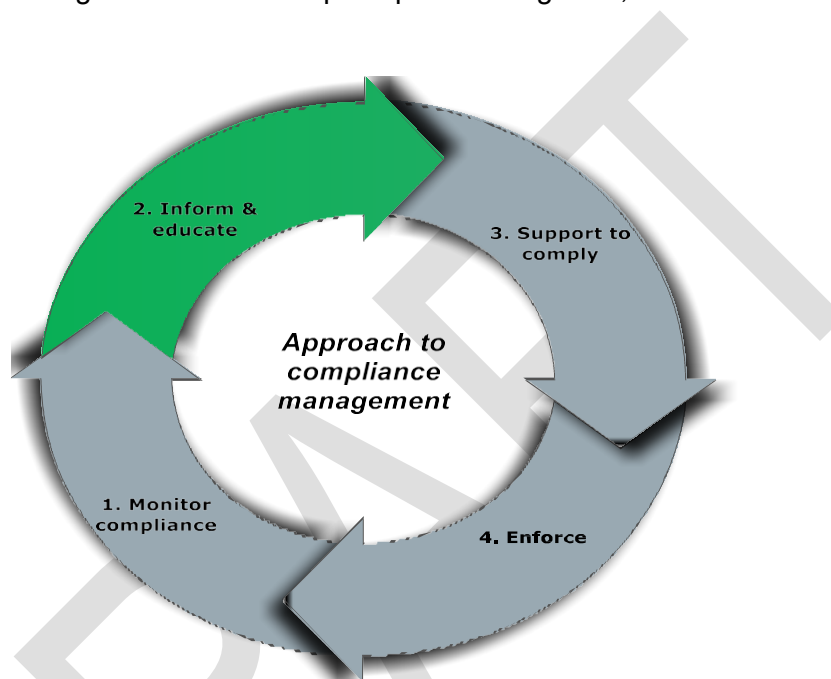 2. Inform &
educate
3. Support to
comply
Approach to
compliance
management
1. Monitor
compliance
4. Enforce